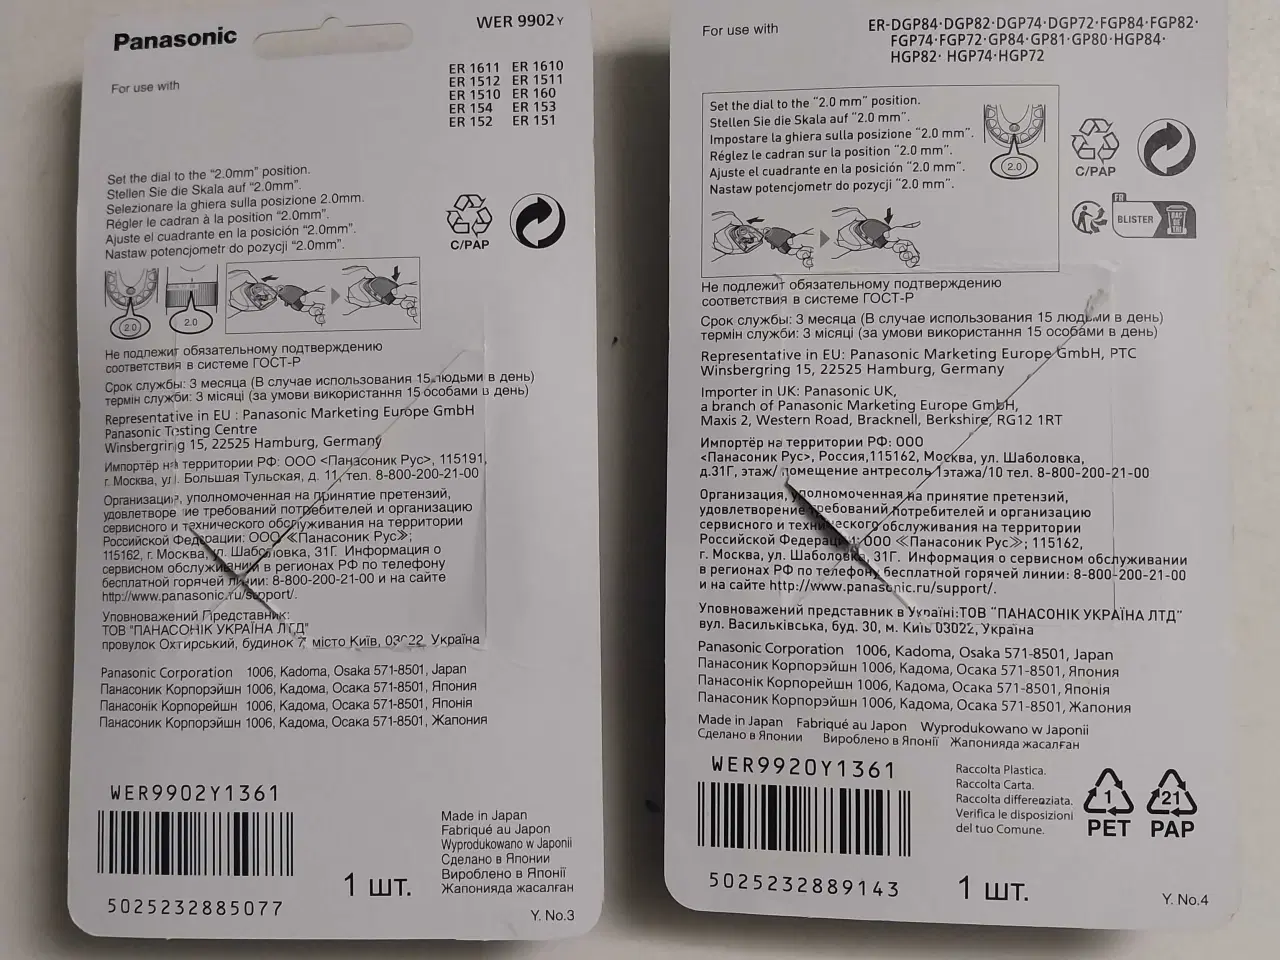 Panasonic
WER 9902Y
For use with
ER 1611 ER 1610
ER 1512 ER 1511
ER 1510 ER 160
ER 154 ER 153
ER 152 ER 151
Set the dial to the "2.0mm" position.
Stellen Sie die Skala auf "2.0mm".
Selezionare la ghiera sulla posizione 2.0mm.
Régler le cadran à la position "2.0mm".
Ajuste el cuadrante en la posición "2.0mm".
Nastaw potencjometr do pozycji "2.0mm".
C/PAP
2.0
2.0
Не подлежит обязательному подтверждению
соответствия в системе ГОСТ-Р
Срок службы: 3 месяца (В случае использования 15 людьми в день)
термін служби: 3 місяці (за умови використання 15 особами в день)
Representative in EU : Panasonic Marketing Europe GmbH
Panasonic Testing Centre
Winsbergring 15, 22525 Hamburg, Germany
Импортёр на территории РФ: ООО <Панасоник Рус>, 115191,
г. Москва, ул. Большая Тульская, д. 11, тел. 8-800-200-21-00
Организация, уполномоченная на принятие претензий,
удовлетворение требований потребителей и организацию
сервисного и технического обслуживания на территории
Российской Федерации: ООО ≪Панасоник Рус≫;
115162, г. Москва, ул. Шаболовка, 31Г. Информация о
сервисном обслуживании в регионах РФ по телефону
бесплатной горячей линии: 8-800-200-21-00 и на сайте
http://www.panasonic.ru/support/.
Уповноважений Представник:
ТОВ "ПАНАСОНІК УКРАЇНА ЛТД"
провулок Охтирський, будинок 7, місто Київ, 03022, Україна
Panasonic Corporation 1006, Kadoma, Osaka 571-8501, Japan
Панасоник Корпорэйшн 1006, Кадома, Осака 571-8501, Япония
Панасонік Корпорейшн 1006, Кадома, Осака 571-8501, Японія
Панасоник Корпорэйшн 1006, Кадома, Осака 571-8501, Жапония
WER9902Y1361
5025232885077
1 шт.
Made in Japan
Fabriqué au Japon
Wyprodukowano w Japonii
Сделано в Японии
Вироблено в Японії
Жапонияда жасалған
Y. No.3
For use with
ER-DGP84·DGP82·DGP74·DGP72·FGP84·FGP82·
FGP74·FGP72·GP84·GP81·GP80·HGP84·
HGP82· HGP74·HGP72
Set the dial to the "2.0 mm" position.
Stellen Sie die Skala auf "2.0 mm".
Impostare la ghiera sulla posizione "2.0 mm".
Réglez le cadran sur la position "2.0 mm".
Ajuste el cuadrante en la posición "2.0 mm".
Nastaw potencjometr do pozycji "2.0 mm".
2.0
C/PAP
FR
BLISTER
BAC DE TRI
Не подлежит обязательному подтверждению
соответствия в системе ГОСТ-Р
Срок службы: 3 месяца (В случае использования 15 людьми в день)
термін служби: 3 місяці (за умови використання 15 особами в день)
Representative in EU: Panasonic Marketing Europe GmbH, PTC
Winsbergring 15, 22525 Hamburg, Germany
Importer in UK: Panasonic UK,
a branch of Panasonic Marketing Europe GmbH,
Maxis 2, Western Road, Bracknell, Berkshire, RG12 1RT
Импортёр на территории РФ: ООО
<Панасоник Рус>, Россия,115162, Москва, ул. Шаболовка,
д.31Г, этаж/ помещение антресоль 1этажа/10 тел. 8-800-200-21-00
Организация, уполномоченная на принятие претензий,
удовлетворение требований потребителей и организацию
сервисного и технического обслуживания на территории
Российской Федерации: ООО ≪Панасоник Рус≫; 115162,
г. Москва, ул. Шаболовка, 31Г. Информация о сервисном обслуживании
в регионах РФ по телефону бесплатной горячей линии: 8-800-200-21-00
и на сайте http://www.panasonic.ru/support/.
Уповноважений представник в Україні:ТОВ "ПАНАСОНІК УКРАЇНА ЛТД"
вул. Васильківська, буд. 30, м. Київ 03022, Україна
Panasonic Corporation 1006, Kadoma, Osaka 571-8501, Japan
Панасоник Корпорэйшн 1006, Кадома, Осака 571-8501, Япония
Панасонік Корпорейшн 1006, Кадома, Осака 571-8501, Японія
Панасоник Корпорэйшн 1006, Кадома, Осака 571-8501, Жапония
Made in Japan Fabriqué au Japon Wyprodukowano w Japonii
Сделано в Японии Вироблено в Японії Жапонияда жасалған
WER9920Y1361
5025232889143
1 шт.
Raccolta Plastica.
Raccolta Carta.
Raccolta differenziata.
Verifica le disposizioni
del tuo Comune.
1
PET
21
PAP
Y. No.4